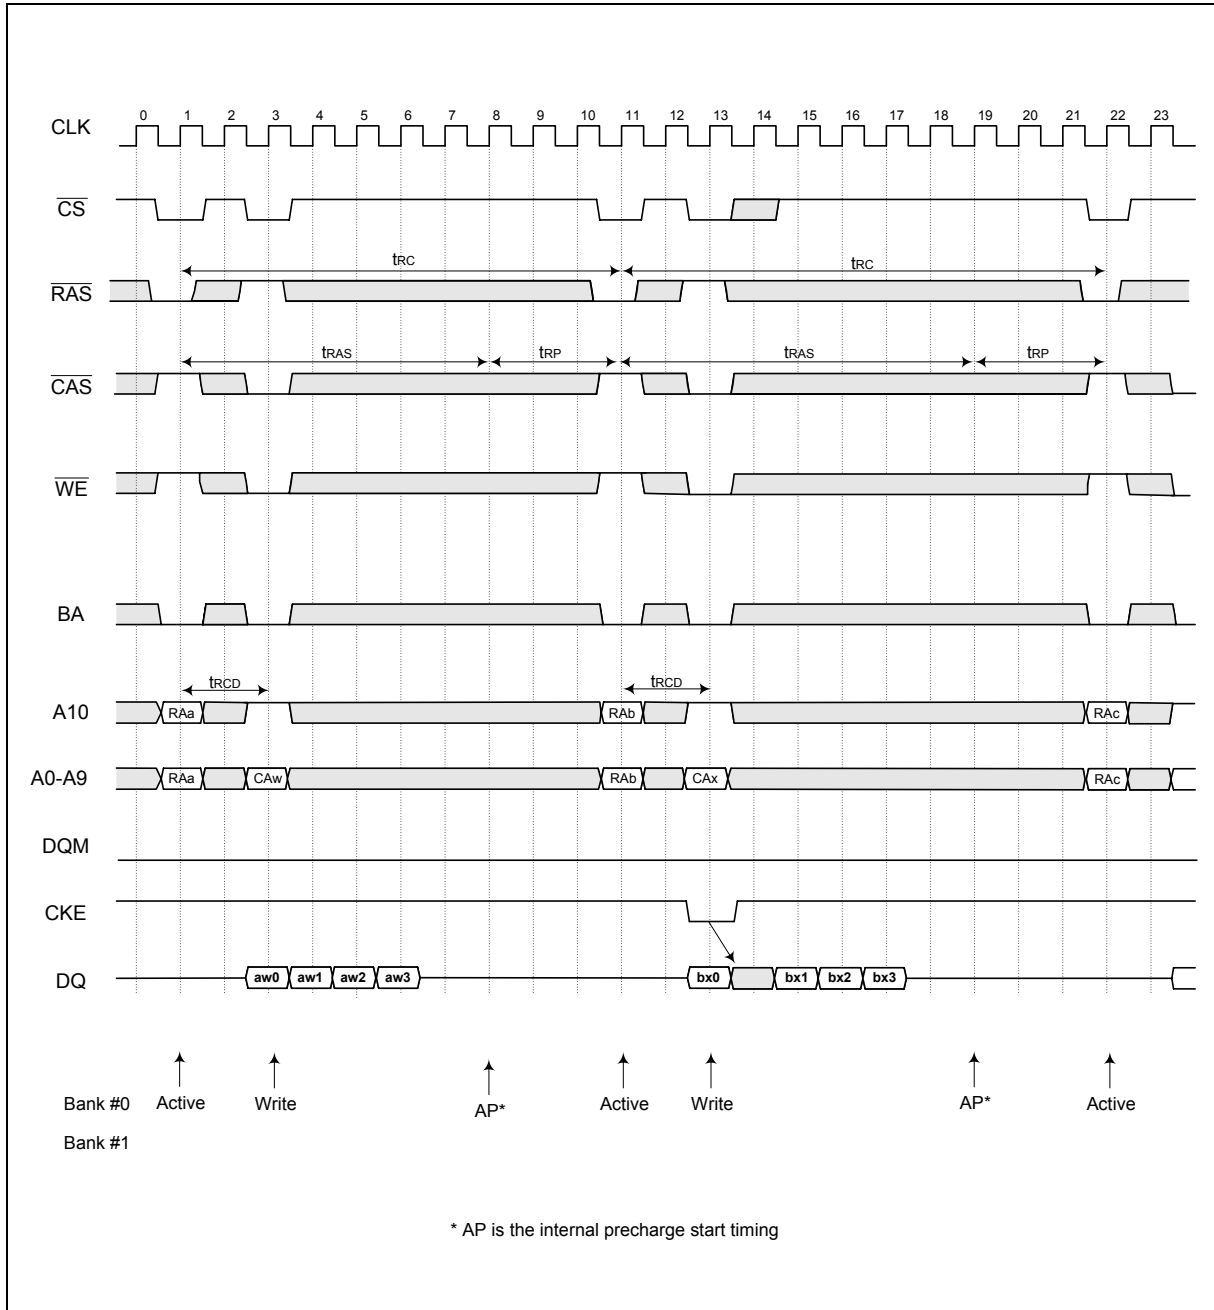 0 1 2 3 4 5 6 7 8 9 10 11 12 13 14 15 16 17 18 19 20 21 22 23
CLK
CS
tRC tRC
RAS
tRAS tRP tRAS tRP
CAS
WE
BA
tRCD tRCD
A10 RAa RAb RAc
A0-A9 RAa CAw RAb CAx RAc
DQM
CKE
DQ aw0 aw1 aw2 aw3 bx0 bx1 bx2 bx3
Bank #0 Active Write AP* Active Write AP* Active
Bank #1
* AP is the internal precharge start timing